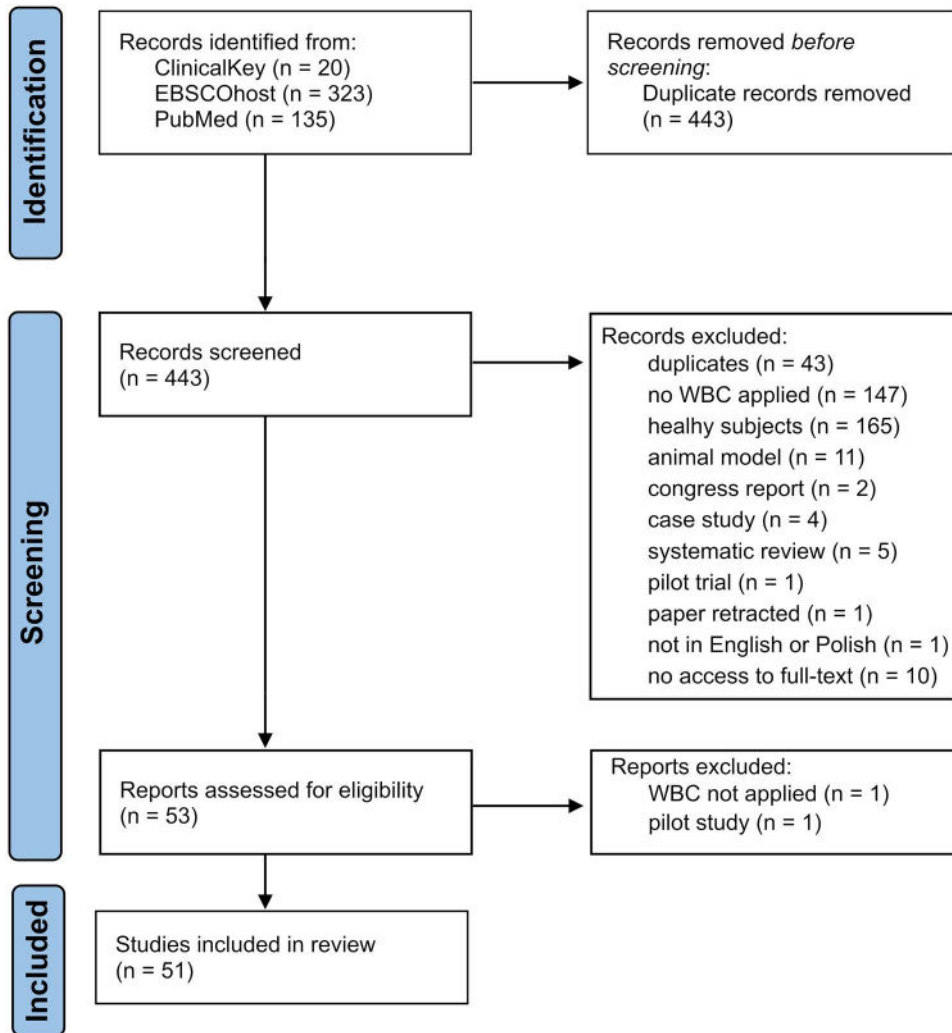 Identification
Records identified from:
ClinicalKey (n = 20)
EBSCOhost (n = 323)
PubMed (n = 135)
Records removed before
screening:
Duplicate records removed
(n = 443)
Screening
Records screened
(n = 443)
Records excluded:
duplicates (n = 43)
no WBC applied (n = 147)
healhy subjects (n = 165)
animal model (n = 11)
congress report (n = 2)
case study (n = 4)
systematic review (n = 5)
pilot trial (n = 1)
paper retracted (n = 1)
not in English or Polish (n = 1)
no access to full-text (n = 10)
Reports assessed for eligibility
(n = 53)
Reports excluded:
WBC not applied (n = 1)
pilot study (n = 1)
Included
Studies included in review
(n = 51)